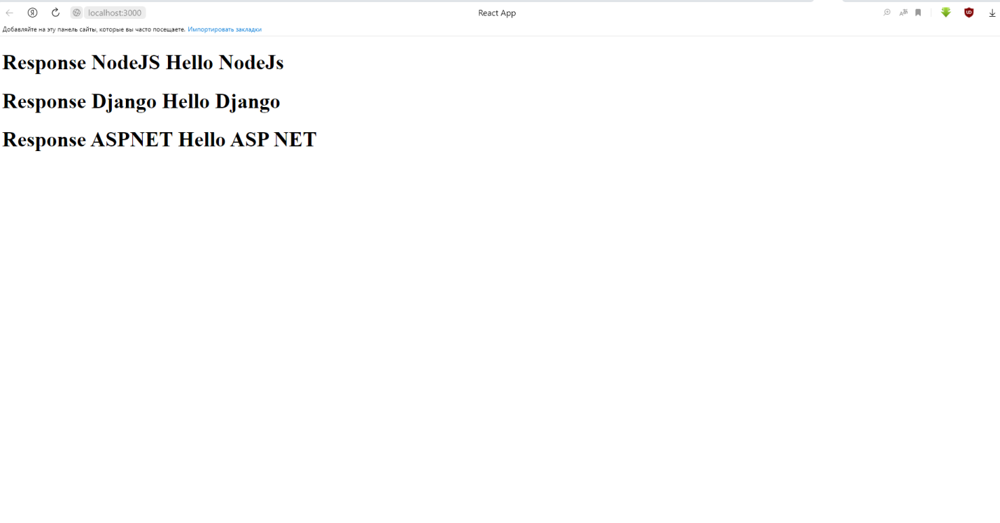 Я localhost:3000 React App
Добавляйте на эту панель сайты, которые вы часто посещаете. Импортировать закладки
Response NodeJS Hello NodeJs
Response Django Hello Django
Response ASPNET Hello ASP NET